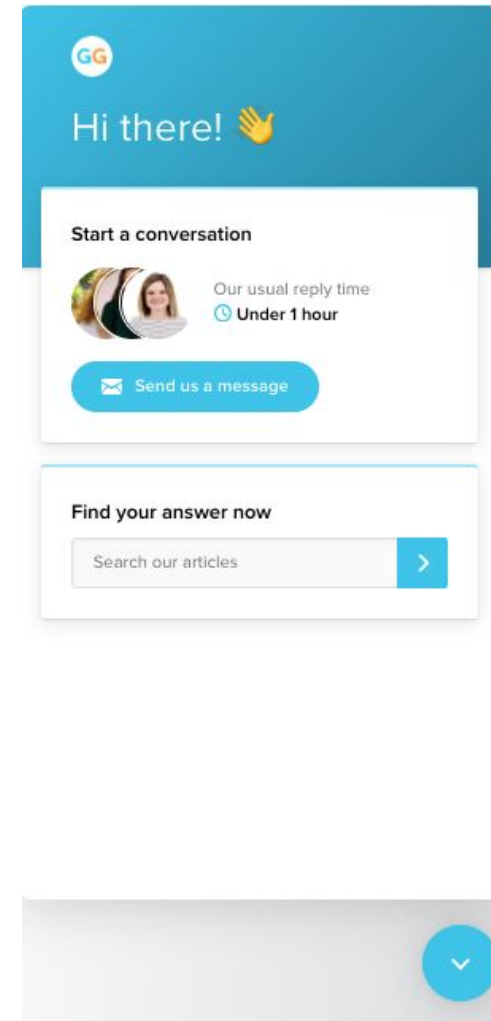 GG
Hi there! 👋
Start a conversation
Our usual reply time
Under 1 hour
Send us a message
Find your answer now
Search our articles